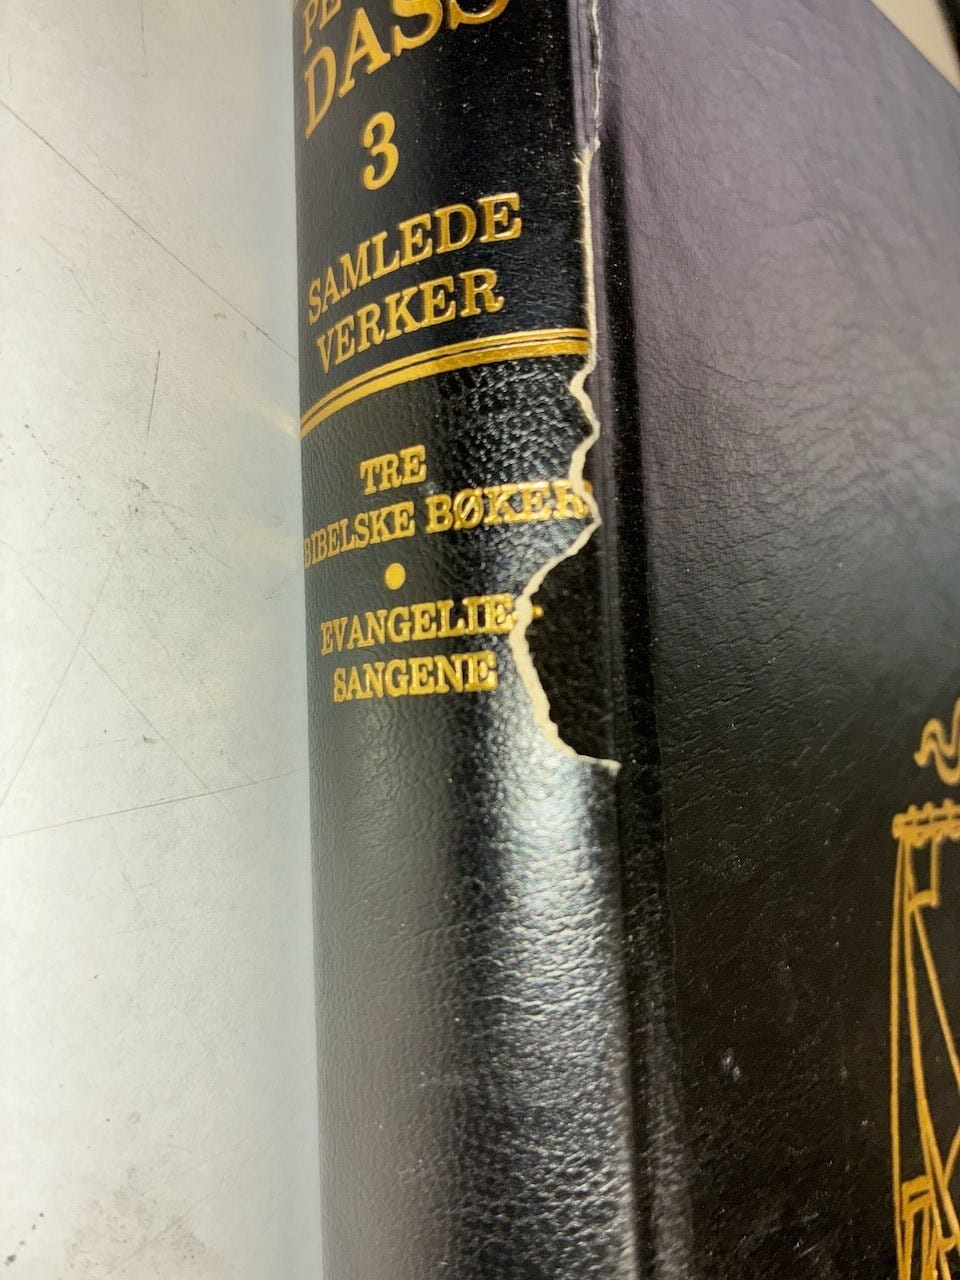 DASS
3
SAMLEDE
VERKER
TRE
BIBELSKE BØKER
EVANGELIE-
SANGENE